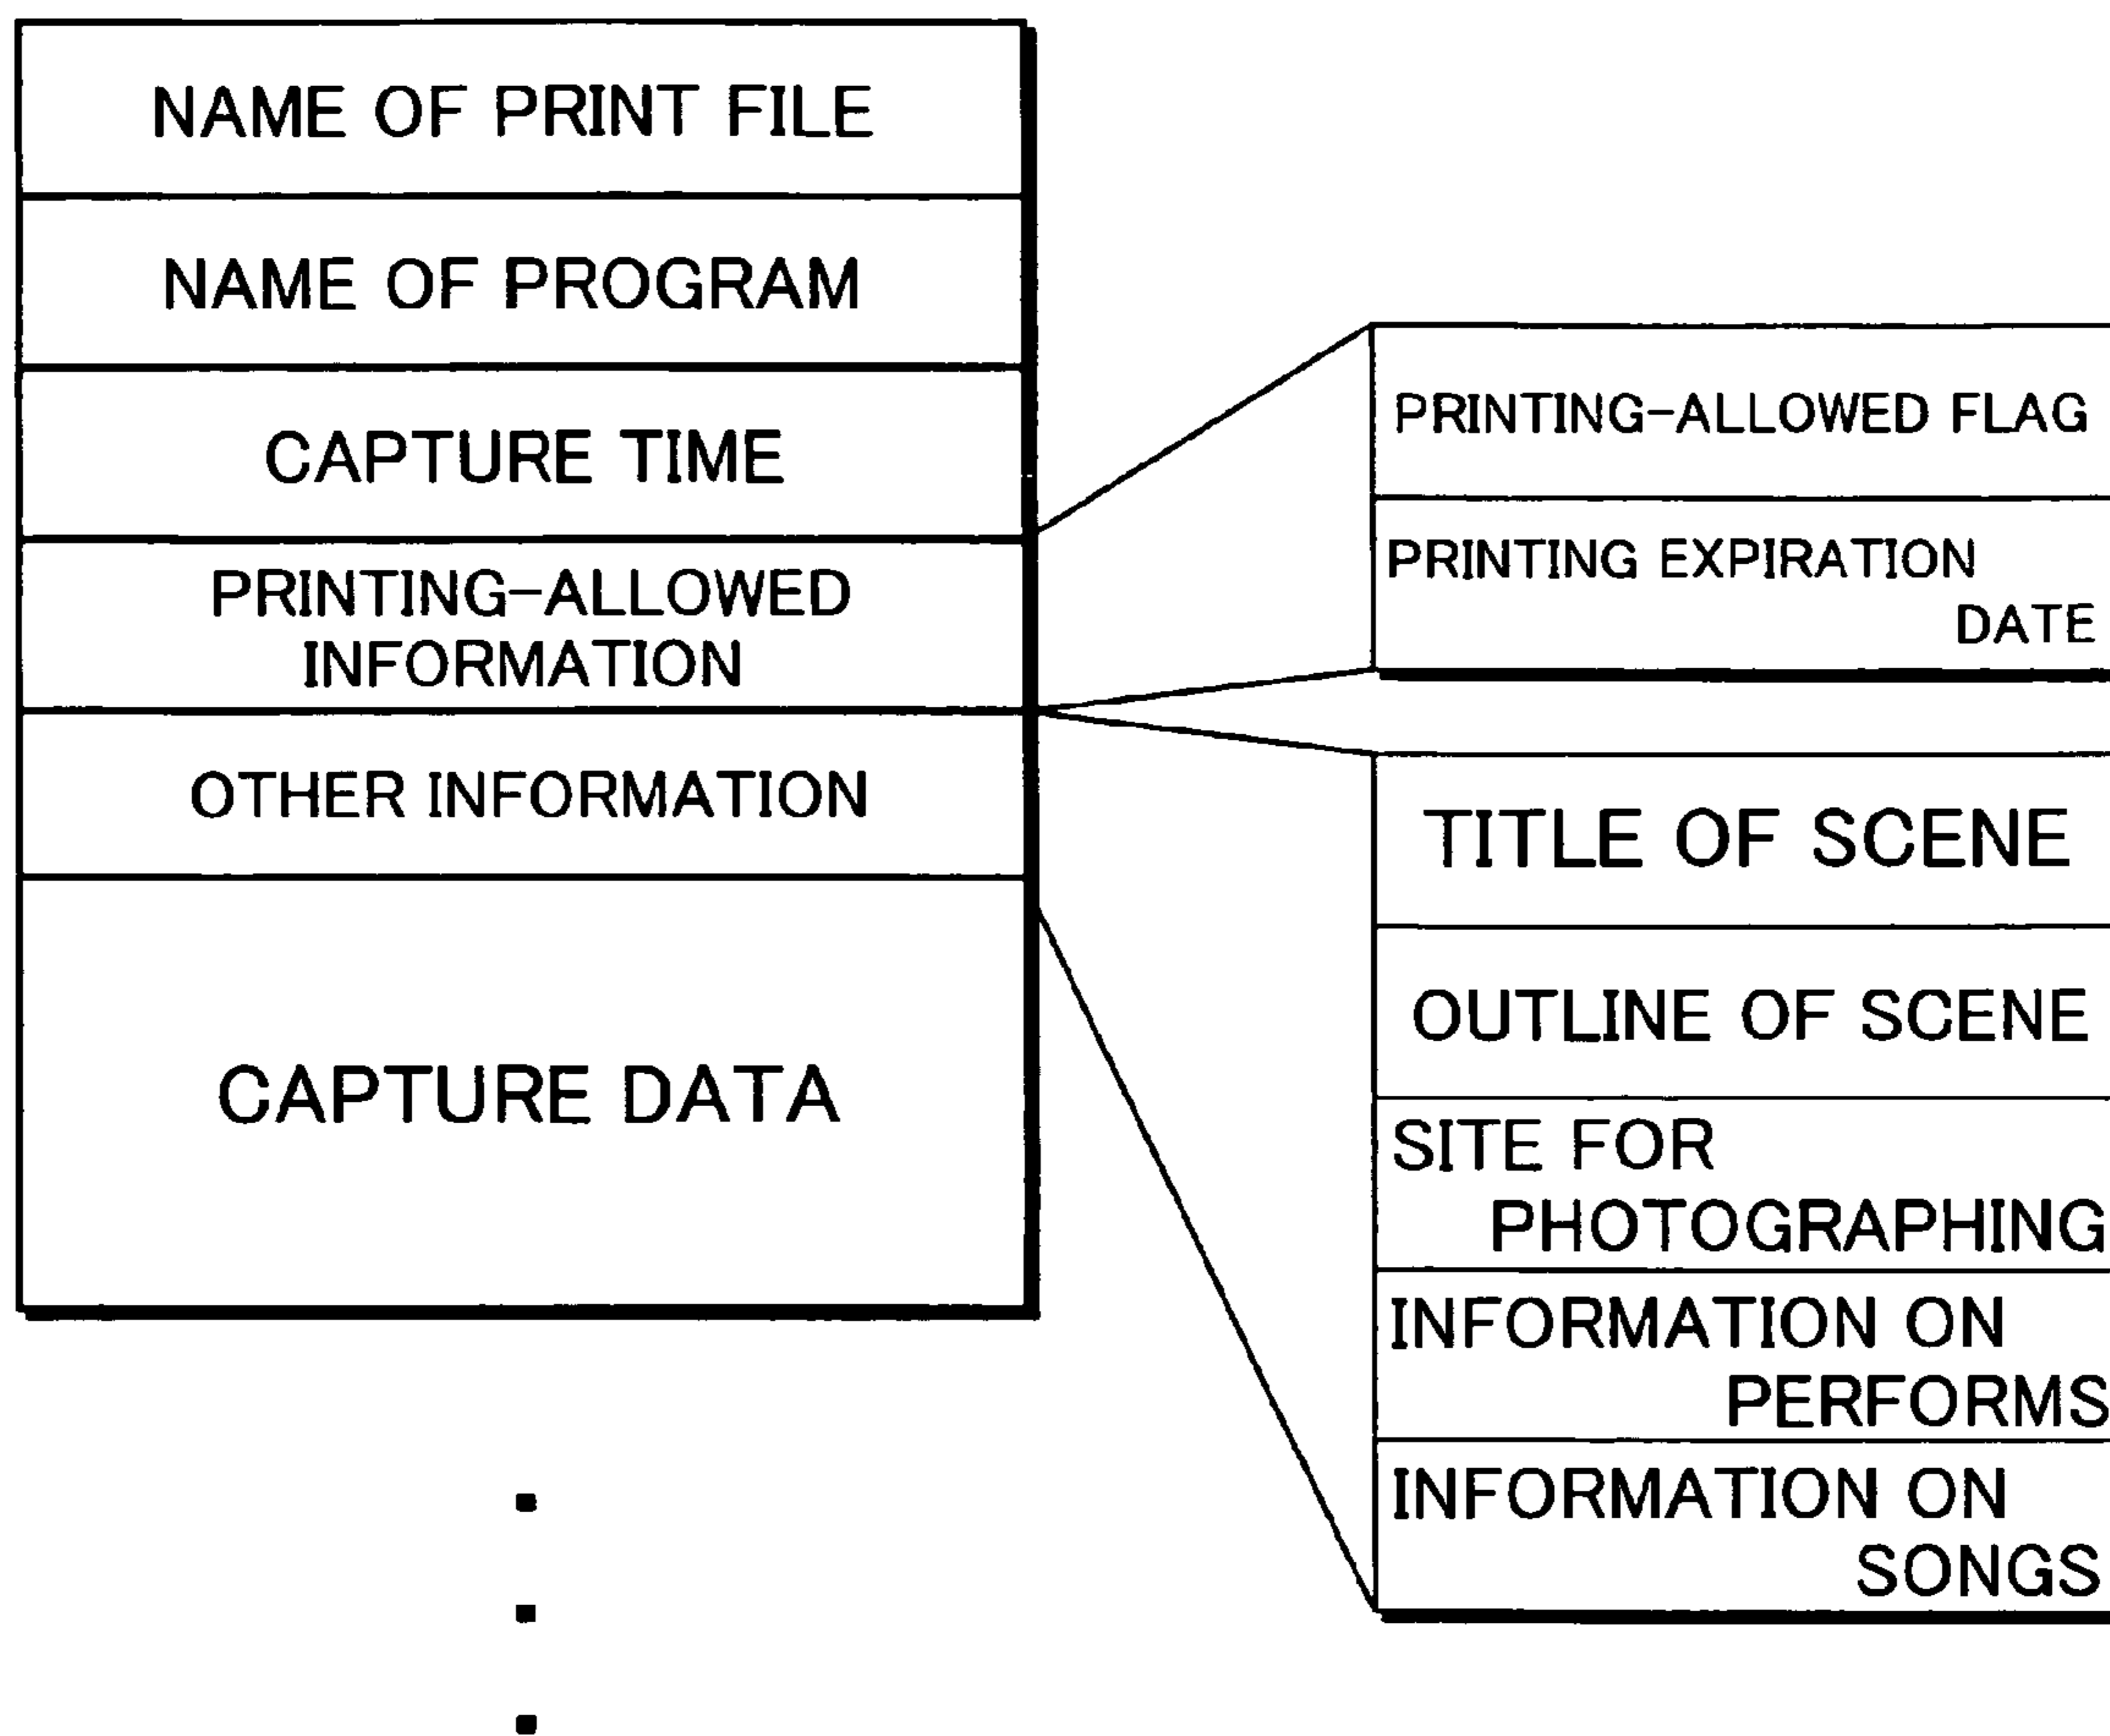 NAME OF PRINT FILE
NAME OF PROGRAM
CAPTURE TIME
PRINTING-ALLOWED
INFORMATION
OTHER INFORMATION
CAPTURE DATA
PRINTING-ALLOWED FLAG
PRINTING EXPIRATION
DATE
TITLE OF SCENE
OUTLINE OF SCENE
SITE FOR
PHOTOGRAPHING
INFORMATION ON
PERFORMS
INFORMATION ON
SONGS